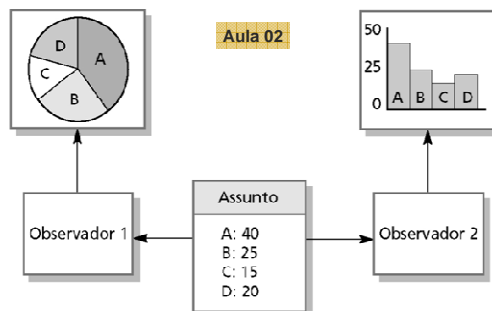 Aula 02
D
A
C
B
50
25
0
A
B
C
D
Observador 1
Assunto
A: 40
B: 25
C: 15
D: 20
Observador 2